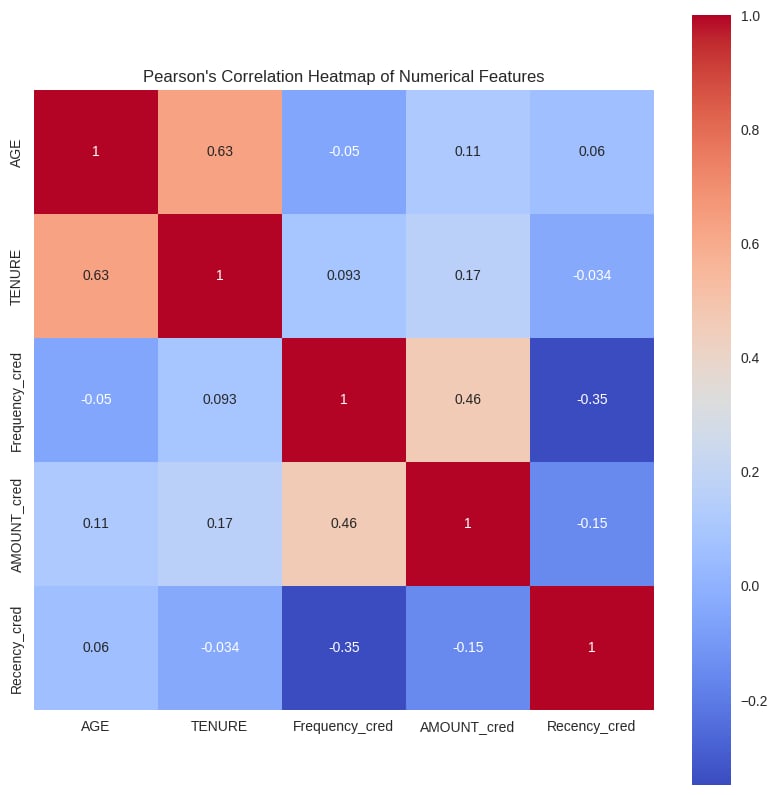 Pearson's Correlation Heatmap of Numerical Features
AGE
1
0.63
-0.05
0.11
0.06
TENURE
0.63
1
0.093
0.17
-0.034
Frequency_cred
-0.05
0.093
1
0.46
-0.35
AMOUNT_cred
0.11
0.17
0.46
1
-0.15
Recency_cred
0.06
-0.034
-0.35
-0.15
1
AGE
TENURE
Frequency_cred
AMOUNT_cred
Recency_cred
1.0
0.8
0.6
0.4
0.2
0.0
−0.2